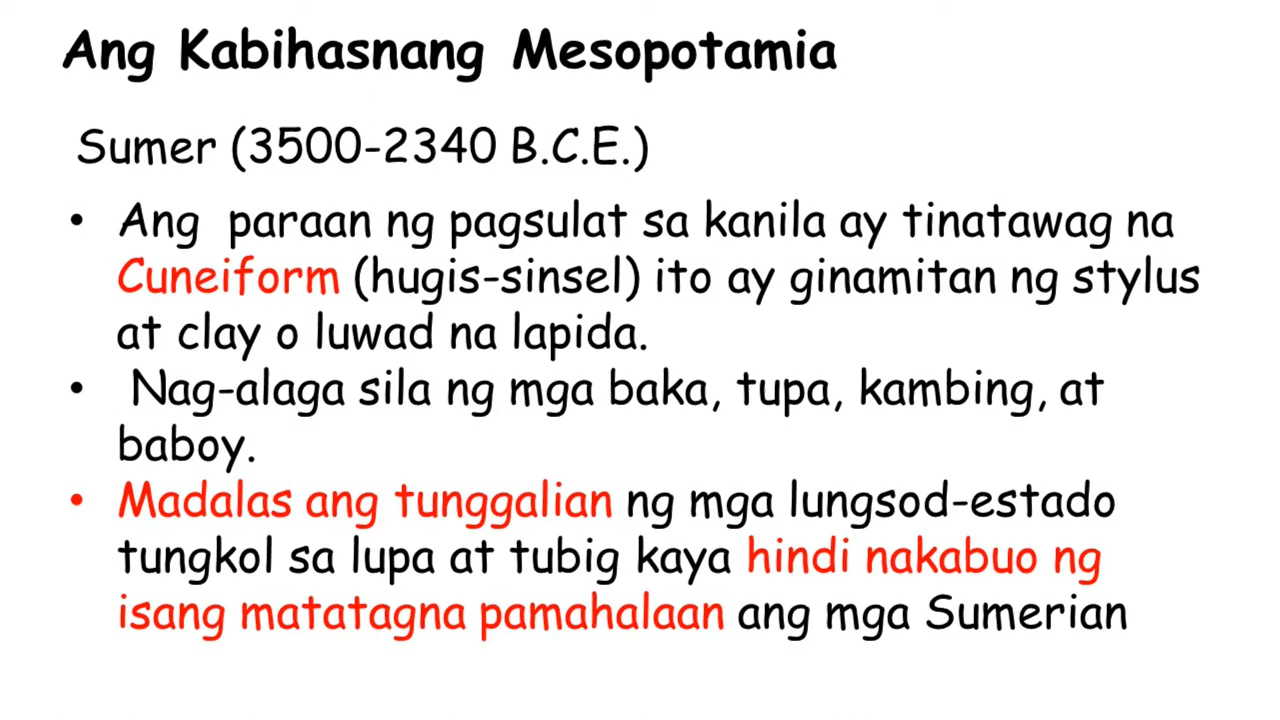 Ang Kabihasnang Mesopotamia
Sumer (3500-2340 B.C.E.)
• Ang paraan ng pagsulat sa kanila ay tinatawag na
Cuneiform (hugis-sinsel) ito ay ginamitan ng stylus
at clay o luwad na lapida.
• Nag-alaga sila ng mga baka, tupa, kambing, at
baboy.
• Madalas ang tunggalian ng mga lungsod-estado
tungkol sa lupa at tubig kaya hindi nakabuo ng
isang matatagna pamahalaan ang mga Sumerian